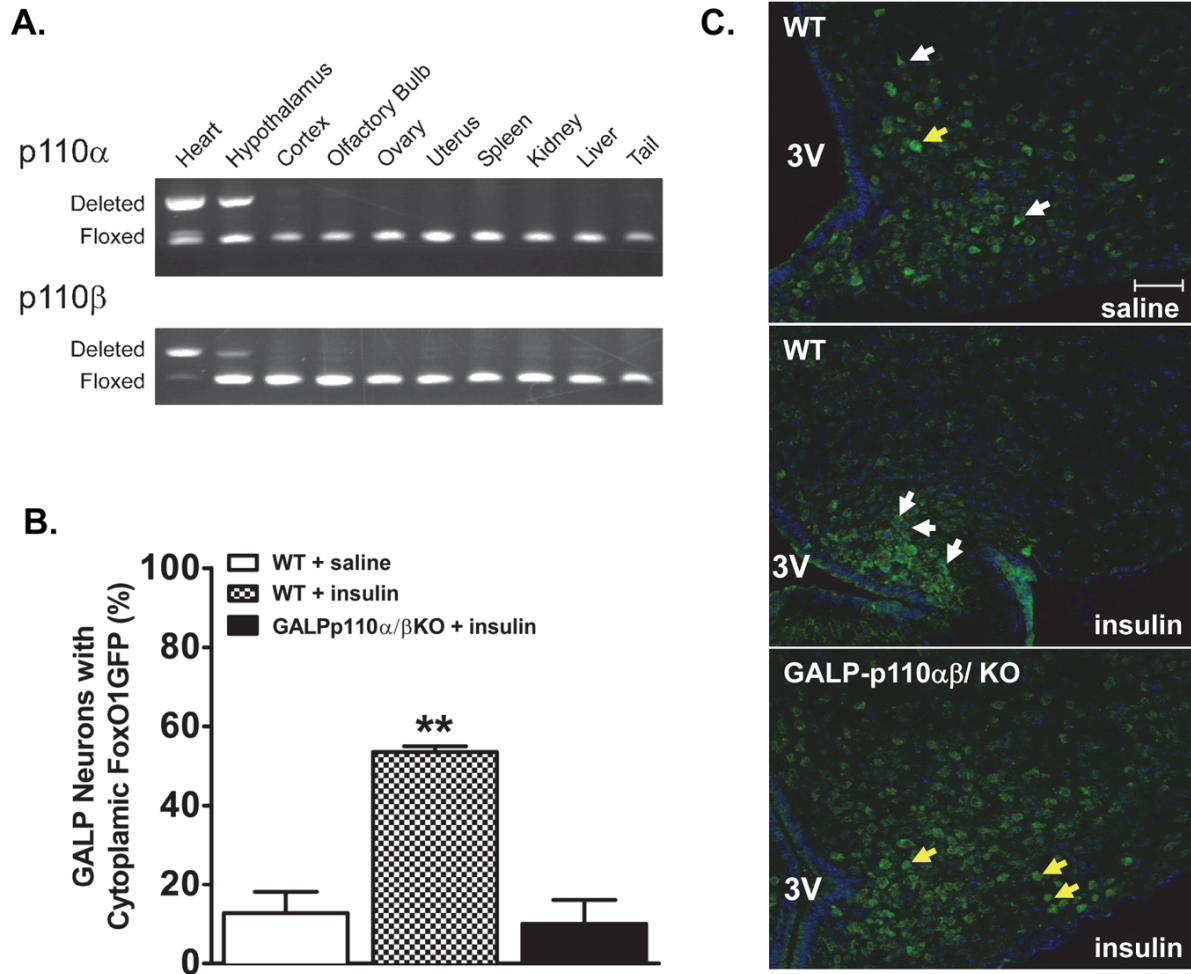 A.
Heart
Hypothalamus
Cortex
Olfactory Bulb
Ovary
Uterus
Spleen
Kidney
Liver
Tail
p110α
Deleted
Floxed
p110β
Deleted
Floxed
B.
GALP Neurons with
Cytoplamic FoxO1GFP (%)
100
80
60
40
20
0
WT + saline
WT + insulin
GALPp110α/βKO + insulin
**
C.
WT
3V
saline
WT
3V
insulin
GALP-p110αβ/ KO
3V
insulin